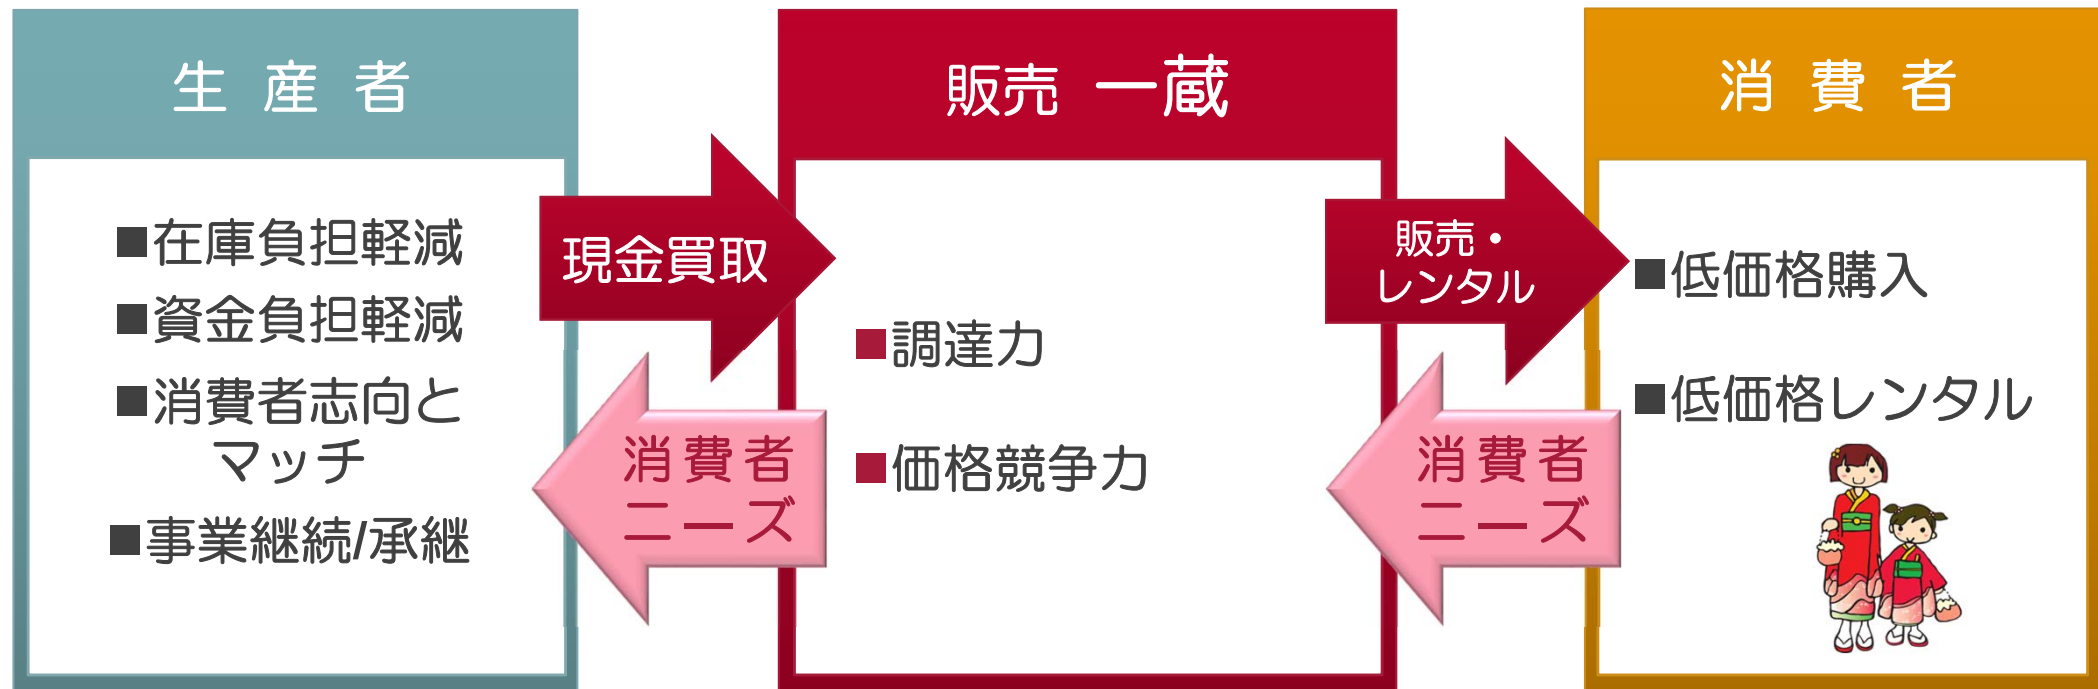 生産者
■在庫負担軽減
■資金負担軽減
■消費者志向と
マッチ
■事業継続/承継
現金買取
消費者
ニーズ
販売 一蔵
■調達力
■価格競争力
販売・
レンタル
消費者
ニーズ
消費者
■低価格購入
■低価格レンタル